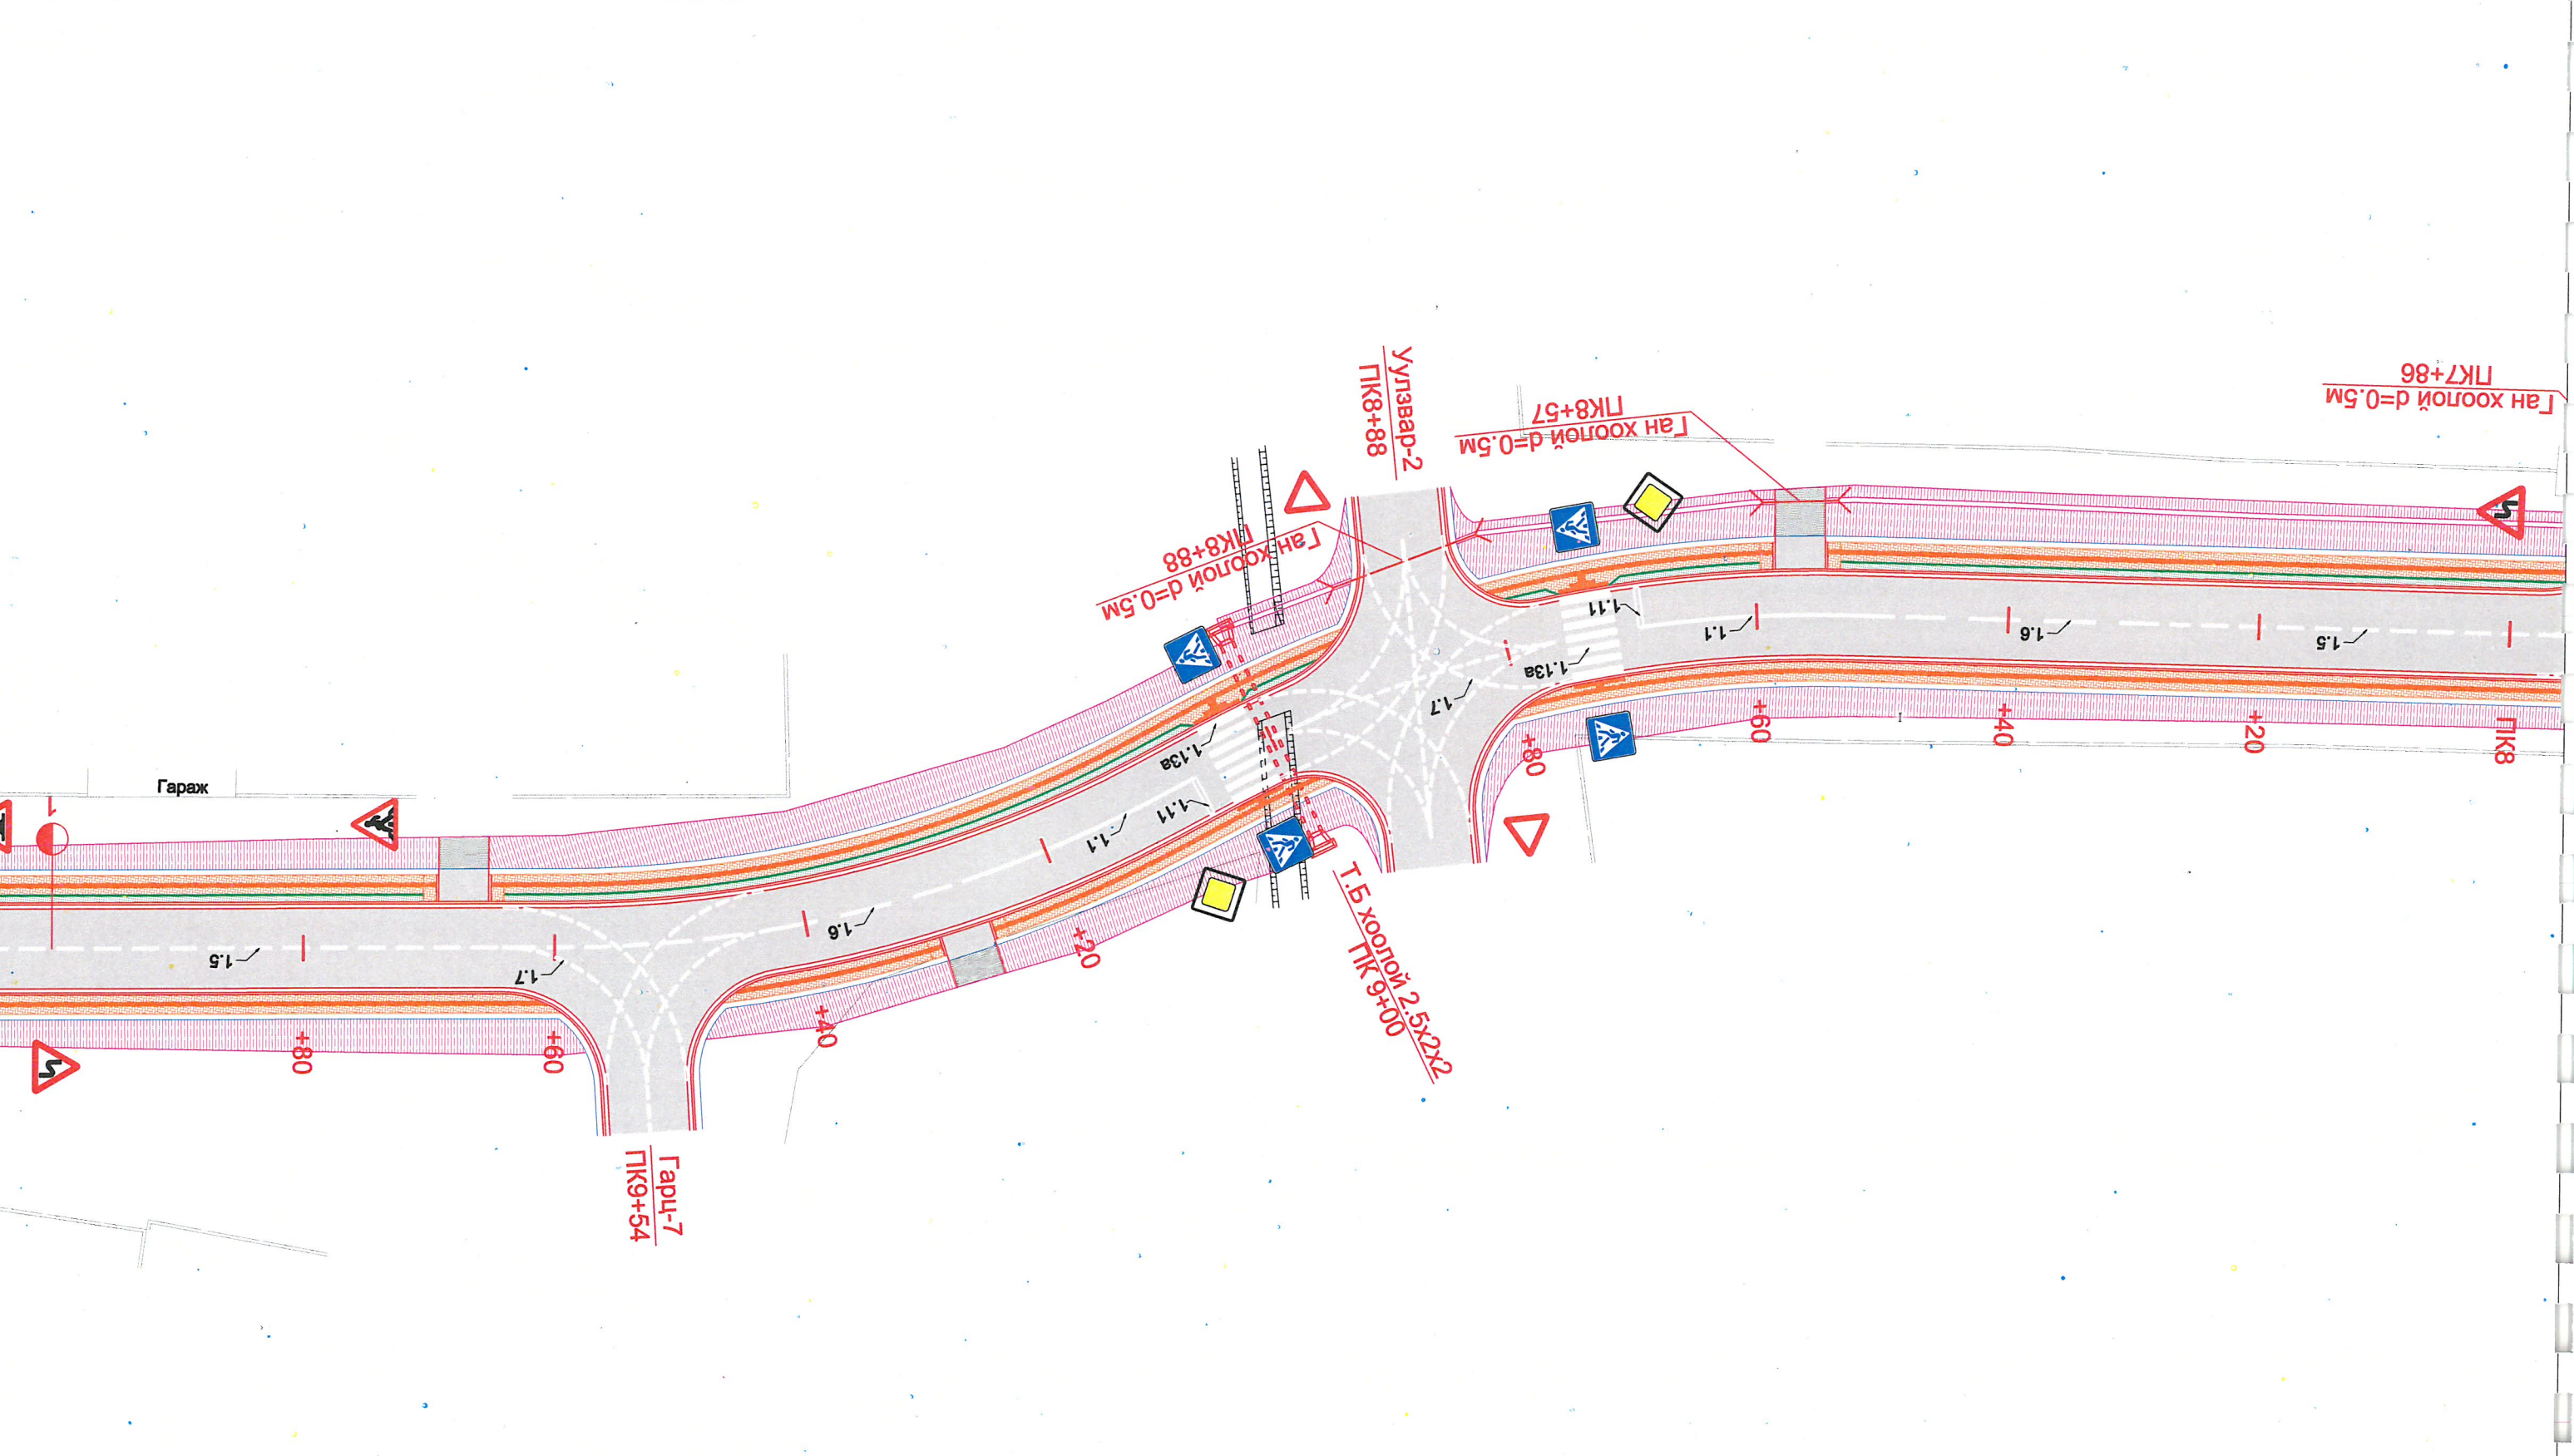 Ган хоолой d=0.5м
ПК7+86
Уулзвар-2
ПК8+88
Ган хоолой d=0.5м
ПК8+57
Ган хоолой d=0.5м
ПК8+88
1.11
1.1
1.6
1.5
1.13а
1.7
ПК8
+20
+40
+60
+80
1.13а
1.11
1.1
1.6
Гараж
1
1.5
1.7
+20
+40
+60
+80
Т.Б хоолой 2.5х2х2
ПК 9+00
Гарц-7
ПК9+54